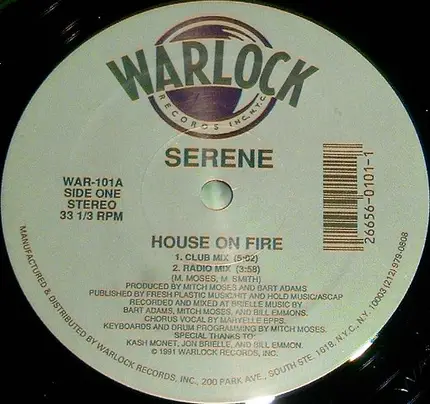 WARLOCK
RECORDS INC. N.Y.C.
SERENE
WAR-101A
SIDE ONE
STEREO
33 1/3 RPM
26656-0101-1
HOUSE ON FIRE
1. CLUB MIX (5:02)
2. RADIO MIX (3:58)
(M. MOSES, M. SMITH)
PRODUCED BY MITCH MOSES AND BART ADAMS
PUBLISHED BY FRESH PLASTIC MUSIC/HIT AND HOLD MUSIC/ASCAP
RECORDED AND MIXED AT BRIELLE MUSIC BY
BART ADAMS, MITCH MOSES, AND BILL EMMONS.
CHORUS VOCAL BY MARYELLE EPPS.
KEYBOARDS AND DRUM PROGRAMMING BY MITCH MOSES.
SPECIAL THANKS TO:
KASH MONET, JON BRIELLE, AND BILL EMMON.
© 1991 WARLOCK RECORDS, INC.
MANUFACTURED & DISTRIBUTED BY WARLOCK RECORDS, INC., 200 PARK AVE., SOUTH STE. 1618, N.Y.C., N.Y. 10003 (212) 979-0808